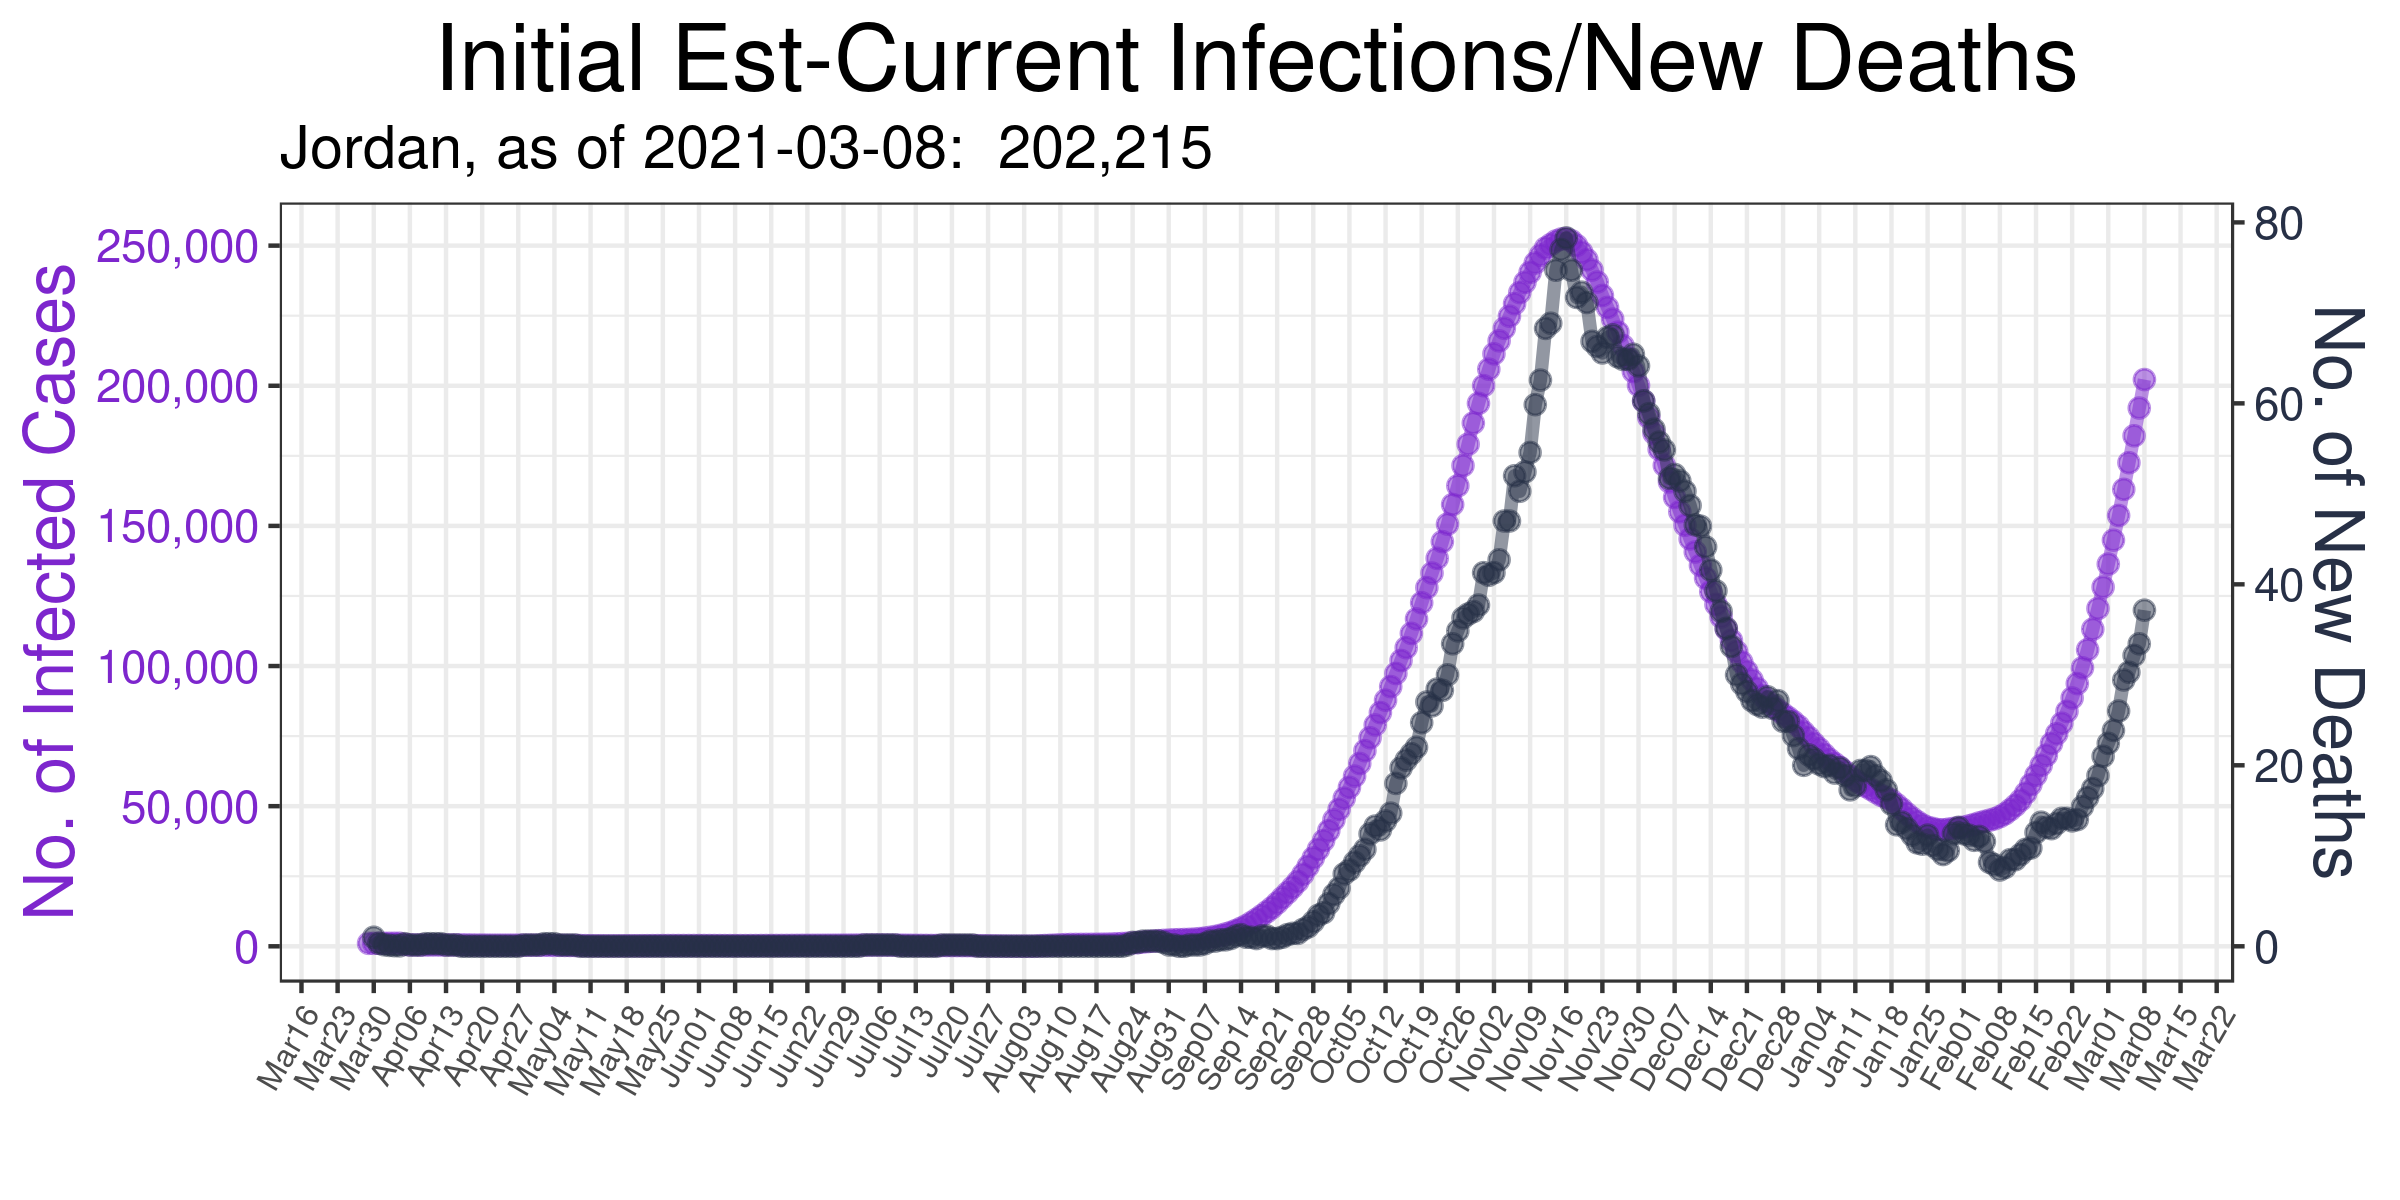 Initial Est-Current Infections/New Deaths
Jordan, as of 2021-03-08:  202,215
No. of Infected Cases
250,000
200,000
150,000
100,000
50,000
0
80
60
40
20
0
No. of New Deaths
Mar16
Mar23
Mar30
Apr06
Apr13
Apr20
Apr27
May04
May11
May18
May25
Jun01
Jun08
Jun15
Jun22
Jun29
Jul06
Jul13
Jul20
Jul27
Aug03
Aug10
Aug17
Aug24
Aug31
Sep07
Sep14
Sep21
Sep28
Oct05
Oct12
Oct19
Oct26
Nov02
Nov09
Nov16
Nov23
Nov30
Dec07
Dec14
Dec21
Dec28
Jan04
Jan11
Jan18
Jan25
Feb01
Feb08
Feb15
Feb22
Mar01
Mar08
Mar15
Mar22